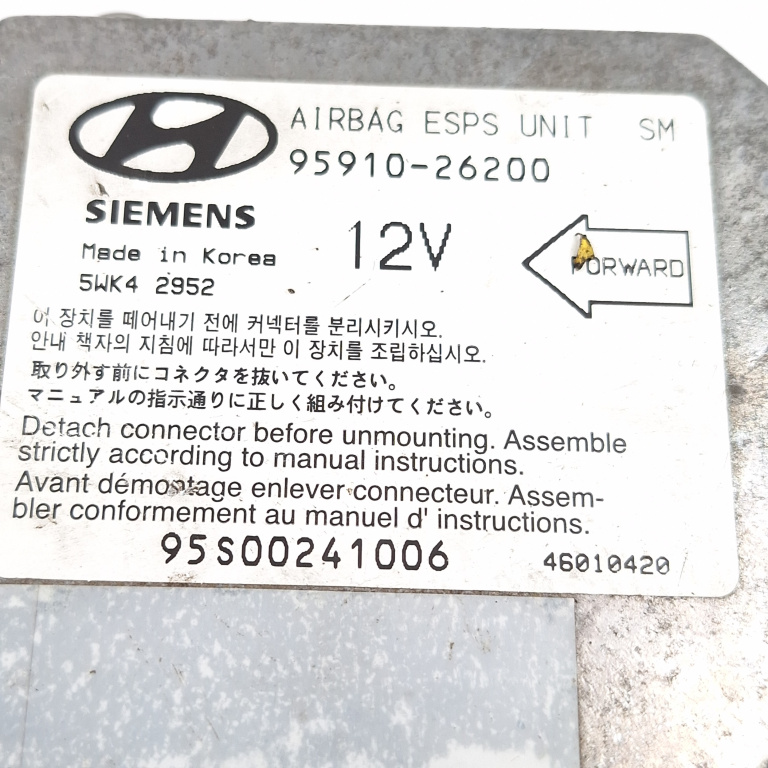 AIRBAG ESPS UNIT SM
95910-26200
SIEMENS
Made in Korea
5WK4 2952
12V
FORWARD
이 장치를 떼어내기 전에 커넥터를 분리시키시오.
안내 책자의 지침에 따라서만 이 장치를 조립하십시오.
取り外す前にコネクタを抜いてください。
マニュアルの指示通りに正しく組み付けてください。
Detach connector before unmounting. Assemble
strictly according to manual instructions.
Avant démontage enlever connecteur. Assem-
bler conformement au manuel d' instructions.
95S00241006
46010420